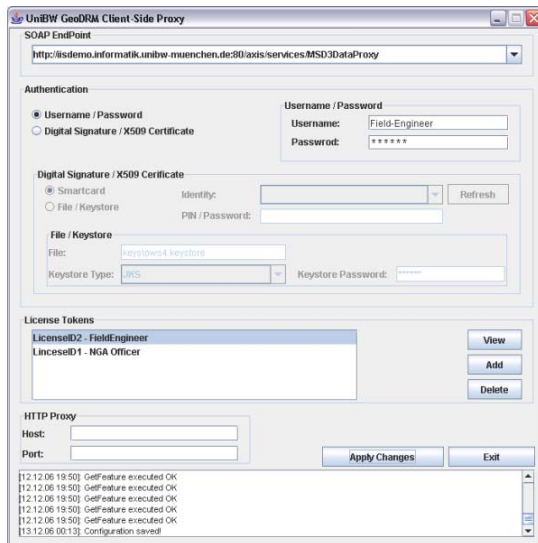 UniBW GeoDRM Client-Side Proxy
SOAP EndPoint
http://iisdemo.informatik.unibw-muenchen.de:80/axis/services/MSD3DataProxy
Authentication
Username / Password
Digital Signature / X509 Certificate
Username / Password
Username: Field-Engineer
Passwrod: ******
Digital Signature / X509 Cerificate
Smartcard
File / Keystore
Identity: Refresh
PIN / Password:
File / Keystore
File: keys\ows4.keystore
Keystore Type: JKS Keystore Password: ******
License Tokens
LicenseID2 - FieldEngineer
LinceseID1 - NGA Officer
View
Add
Delete
HTTP Proxy
Host:
Port:
Apply Changes Exit
[12.12.06 19:50]: GetFeature executed OK
[12.12.06 19:50]: GetFeature executed OK
[12.12.06 19:50]: GetFeature executed OK
[12.12.06 19:50]: GetFeature executed OK
[12.12.06 19:50]: GetFeature executed OK
[13.12.06 00:13]: Configuration saved!